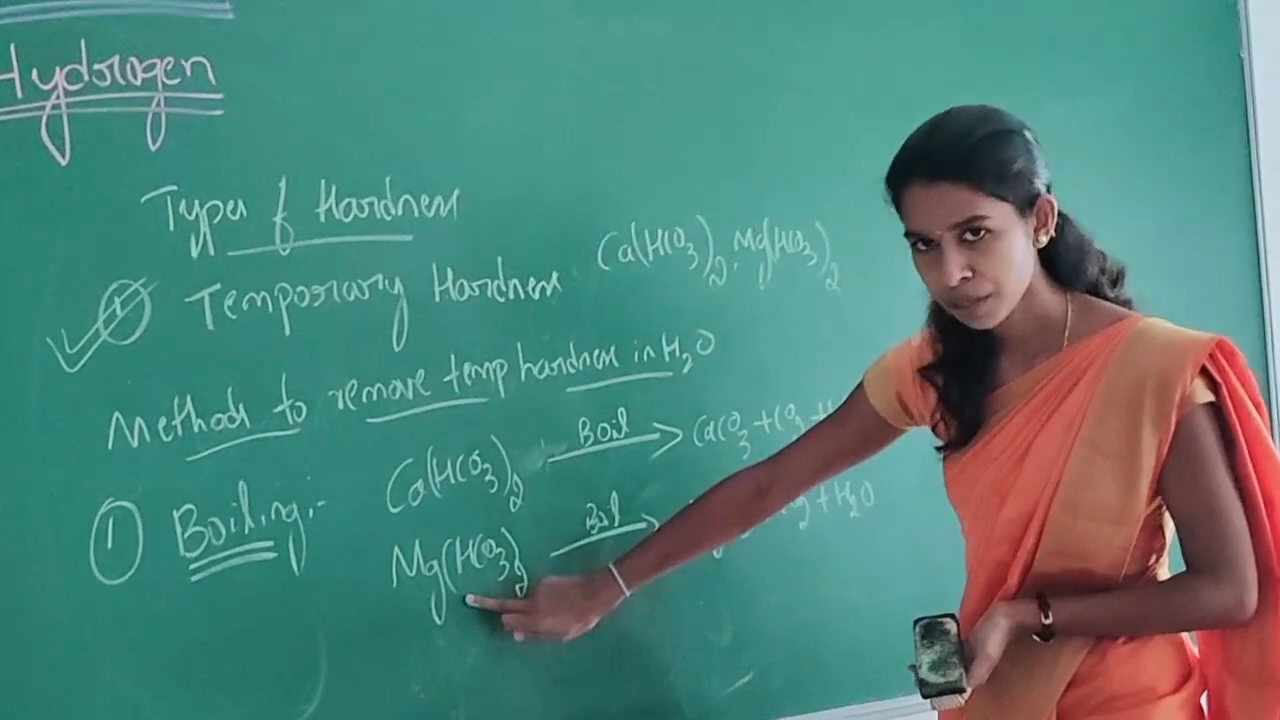 Hydrogen
Types of Hardness
① Temporary Hardness Ca(HCO3)2, Mg(HCO3)2
Methods to remove temp hardness in H2O
① Boiling:- Ca(HCO3)2 Boil → CaCO3 + CO2 +
Mg(HCO3)2 Boil → + H2O